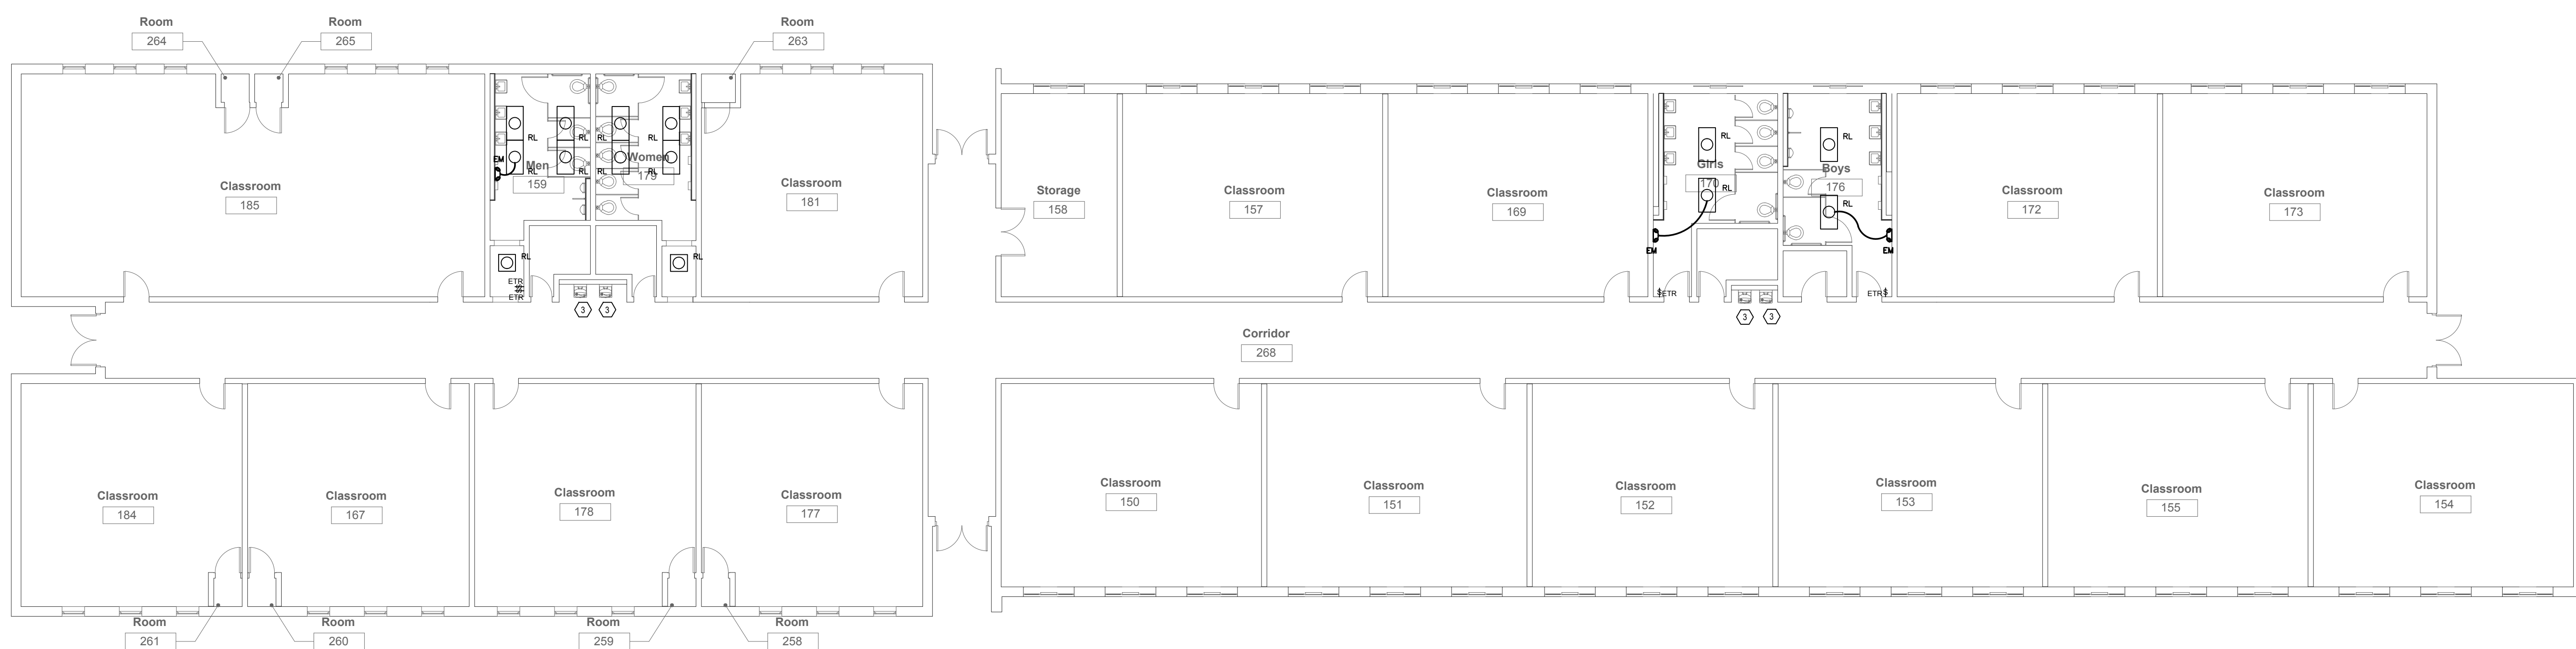 Room
264
Room
265
Room
263
Classroom
185
RL
RL
RL
RL
EM
Men
159
RL
RL
RL
RL
Women
179
Classroom
181
RL
RL
ETR
$$
ETR
3
3
Storage
158
Classroom
157
Classroom
169
RL
Girls
170
RL
EM
RL
Boys
176
RL
EM
Classroom
172
Classroom
173
$
ETR
ETR
$
3
3
Corridor
268
Classroom
184
Classroom
167
Classroom
178
Classroom
177
Classroom
150
Classroom
151
Classroom
152
Classroom
153
Classroom
155
Classroom
154
Room
261
Room
260
Room
259
Room
258